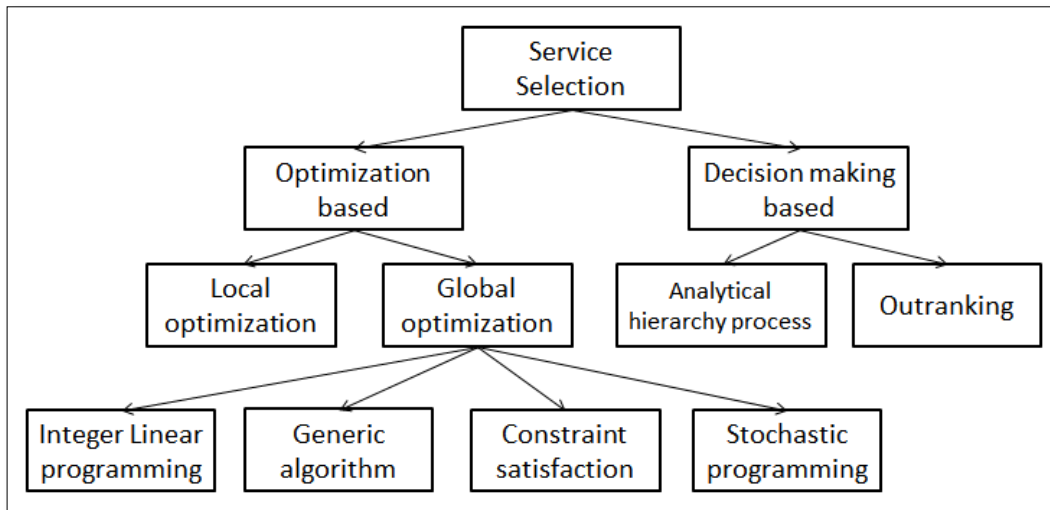 Service
Selection
Optimization
based
Decision making
based
Local
optimization
Global
optimization
Analytical
hierarchy process
Outranking
Integer Linear
programming
Generic
algorithm
Constraint
satisfaction
Stochastic
programming